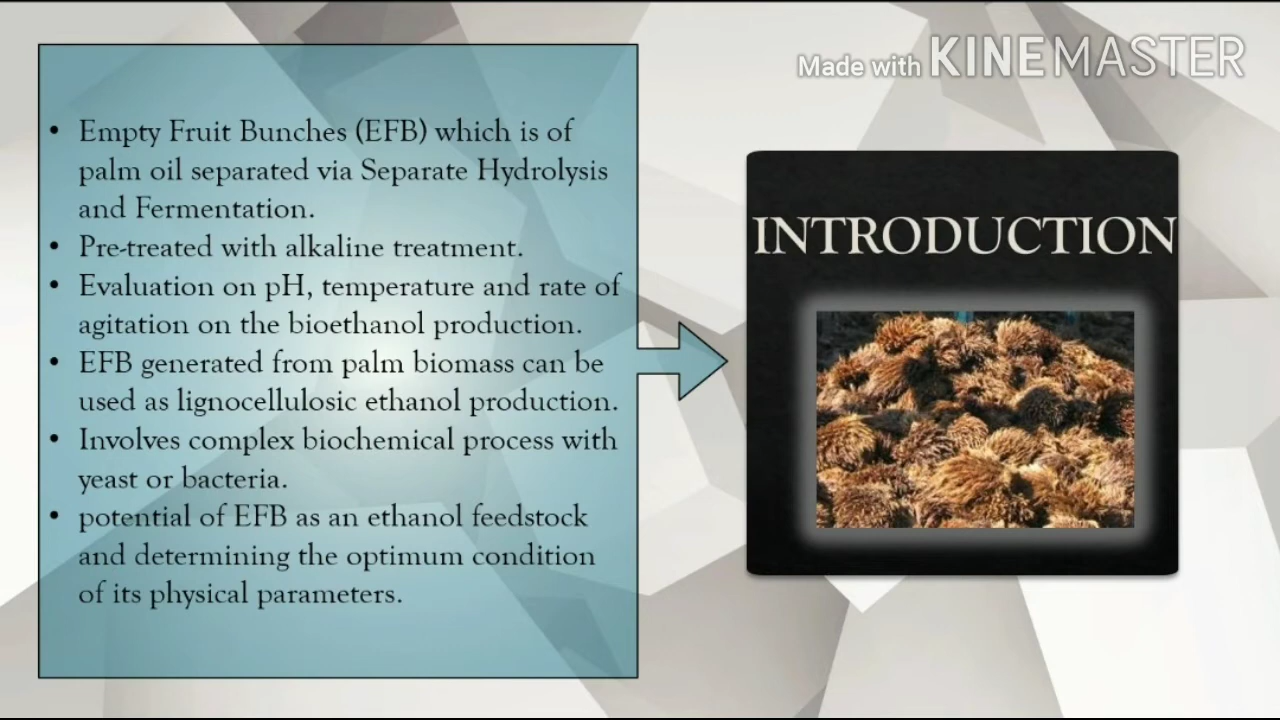 Made with KINEMASTER
• Empty Fruit Bunches (EFB) which is of
palm oil separated via Separate Hydrolysis
and Fermentation.
• Pre-treated with alkaline treatment.
• Evaluation on pH, temperature and rate of
agitation on the bioethanol production.
• EFB generated from palm biomass can be
used as lignocellulosic ethanol production.
• Involves complex biochemical process with
yeast or bacteria.
• potential of EFB as an ethanol feedstock
and determining the optimum condition
of its physical parameters.
INTRODUCTION